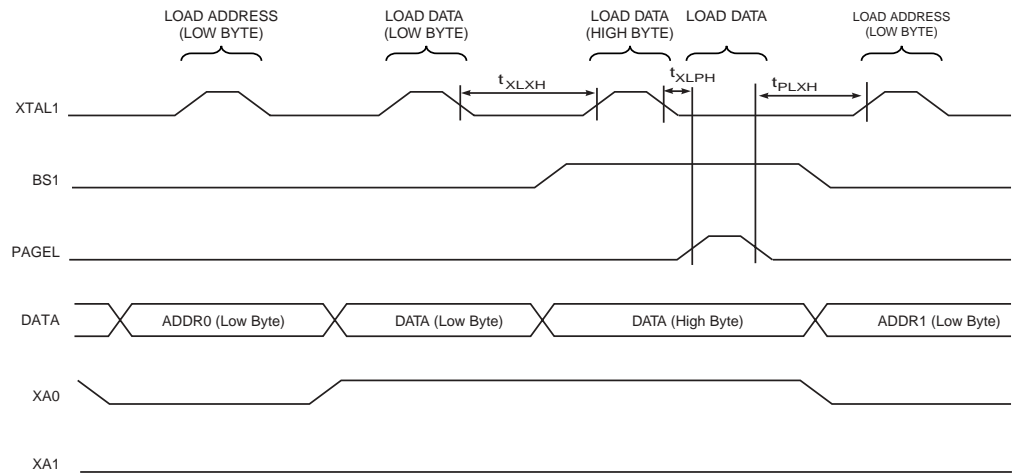 LOAD ADDRESS
(LOW BYTE)
LOAD DATA
(LOW BYTE)
LOAD DATA
(HIGH BYTE)
LOAD DATA
LOAD ADDRESS
(LOW BYTE)
XTAL1
tXLXH
tXLPH
tPLXH
BS1
PAGEL
DATA
ADDR0 (Low Byte)
DATA (Low Byte)
DATA (High Byte)
ADDR1 (Low Byte)
XA0
XA1